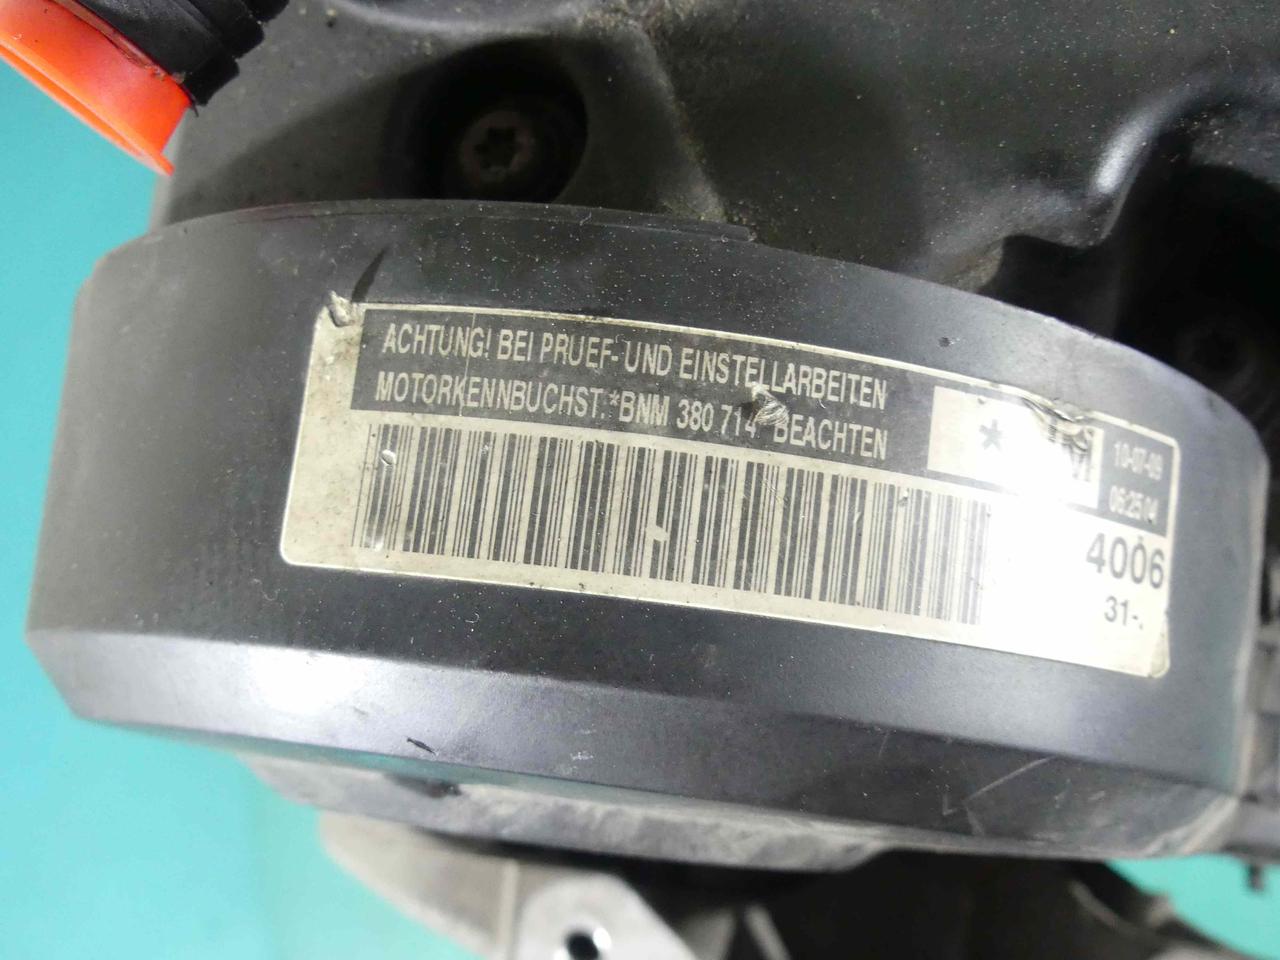 ACHTUNG! BEI PRUEF- UND EINSTELLARBEITEN
MOTORKENNBUCHST.*BNM 380 714* BEACHTEN
*
10-07-09
06:25:04
4006
31-.